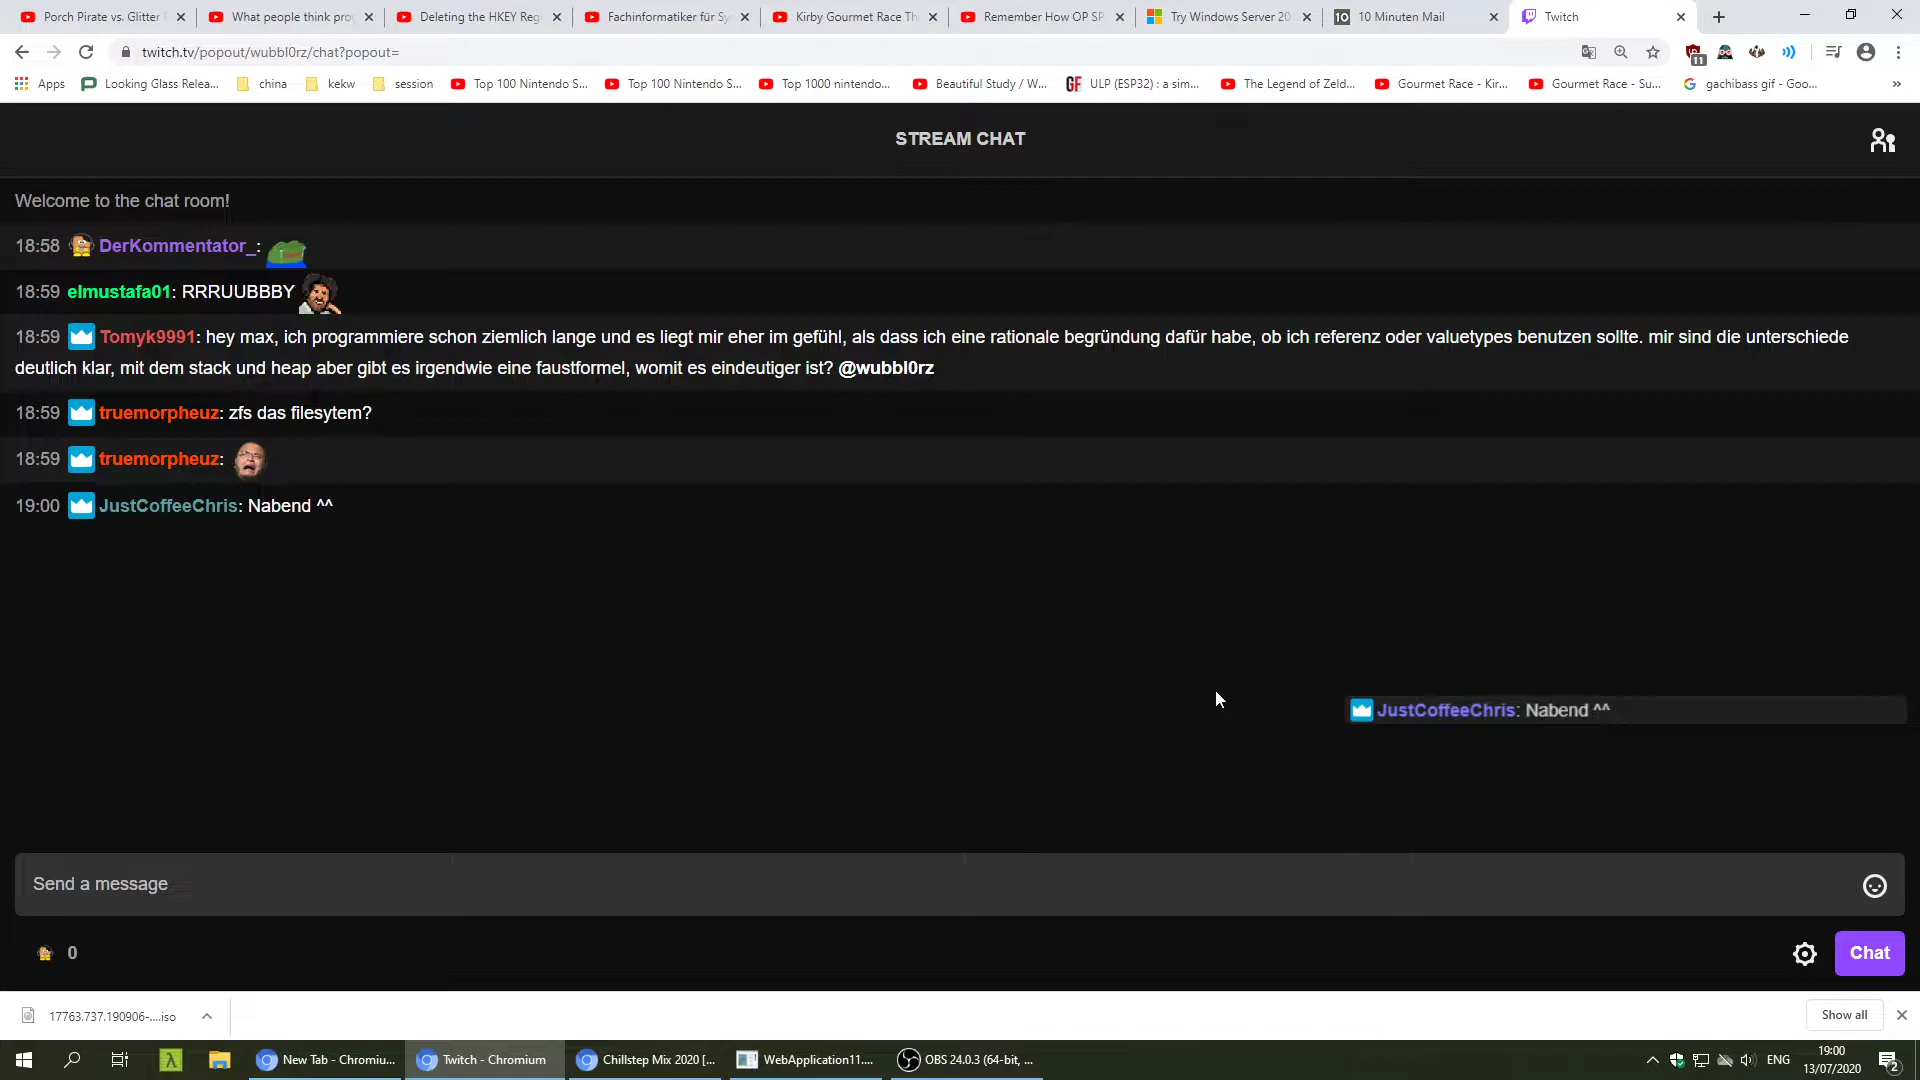 Porch Pirate vs. Glitter
What people think pro
Deleting the HKEY Reg
Fachinformatiker für Sy
Kirby Gourmet Race Th
Remember How OP SP
Try Windows Server 20
10 10 Minuten Mail
Twitch
twitch.tv/popout/wubbl0rz/chat?popout=
11
Apps
Looking Glass Relea...
china
kekw
session
Top 100 Nintendo S...
Top 100 Nintendo S...
Top 1000 nintendo...
Beautiful Study / W...
GF ULP (ESP32) : a sim...
The Legend of Zeld...
Gourmet Race - Kir...
Gourmet Race - Su...
G gachibass gif - Goo...
»
STREAM CHAT
Welcome to the chat room!
18:58 DerKommentator_:
18:59 elmustafa01: RRRUUBBBY
18:59 Tomyk9991: hey max, ich programmiere schon ziemlich lange und es liegt mir eher im gefühl, als dass ich eine rationale begründung dafür habe, ob ich referenz oder valuetypes benutzen sollte. mir sind die unterschiede
deutlich klar, mit dem stack und heap aber gibt es irgendwie eine faustformel, womit es eindeutiger ist? @wubbl0rz
18:59 truemorpheuz: zfs das filesytem?
18:59 truemorpheuz:
19:00 JustCoffeeChris: Nabend ^^
JustCoffeeChris: Nabend ^^
Send a message
0
Chat
17763.737.190906-....iso
Show all
New Tab - Chromiu...
Twitch - Chromium
Chillstep Mix 2020 [...
WebApplication11....
OBS 24.0.3 (64-bit, ...
ENG
19:00
13/07/2020
2